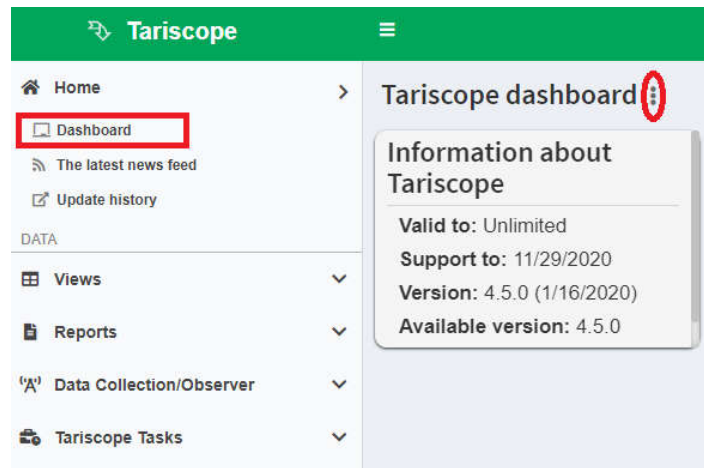 Tariscope
Home
Dashboard
The latest news feed
Update history
DATA
Views
Reports
Data Collection/Observer
Tariscope Tasks
Tariscope dashboard
Information about
Tariscope
Valid to: Unlimited
Support to: 11/29/2020
Version: 4.5.0 (1/16/2020)
Available version: 4.5.0